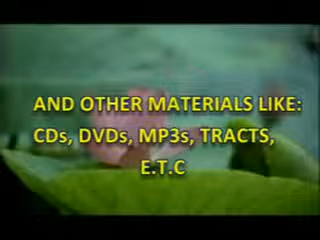 AND OTHER MATERIALS LIKE:
CDs, DVDs, MP3s, TRACTS,
E.T.C